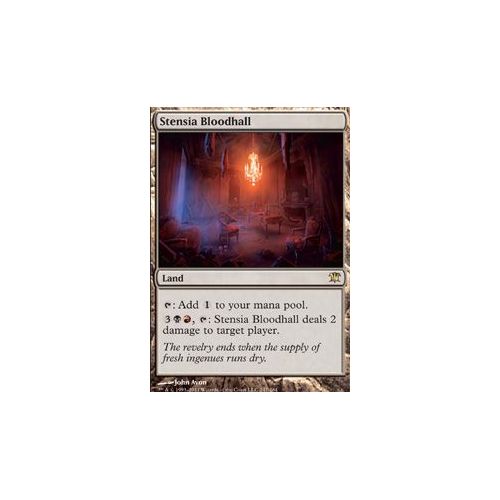 Stensia Bloodhall
Land
: Add 1 to your mana pool.
3 , : Stensia Bloodhall deals 2
damage to target player.
The revelry ends when the supply of
fresh ingenues runs dry.
John Avon